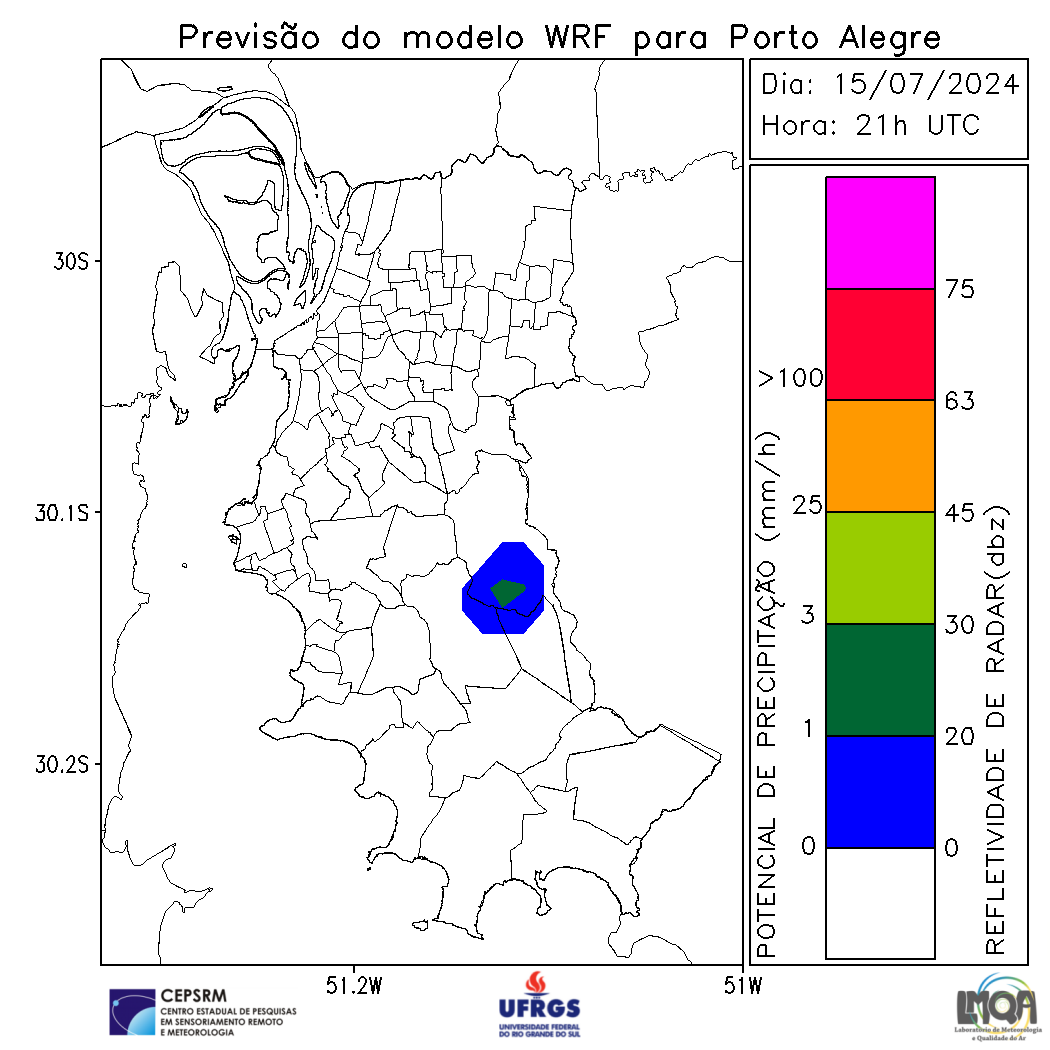 Previsão do modelo WRF para Porto Alegre
Dia: 15/07/2024
Hora: 21h UTC
30S
30.1S
30.2S
51.2W
51W
POTENCIAL DE PRECIPITAÇÃO (mm/h)
>100
25
3
1
0
75
63
45
30
20
0
REFLETIVIDADE DE RADAR(dbz)
CEPSRM
CENTRO ESTADUAL DE PESQUISAS
EM SENSORIAMENTO REMOTO
E METEOROLOGIA
UFRGS
UNIVERSIDADE FEDERAL
DO RIO GRANDE DO SUL
LMQA
Laboratório de Meteorologia
e Qualidade do Ar